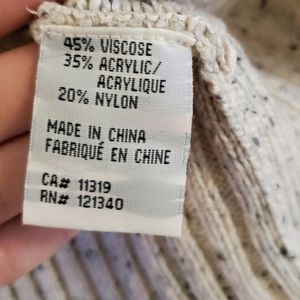 45% VISCOSE
35% ACRYLIC/
ACRYLIQUE
20% NYLON
MADE IN CHINA
FABRIQUÉ EN CHINE
CA# 11319
RN# 121340